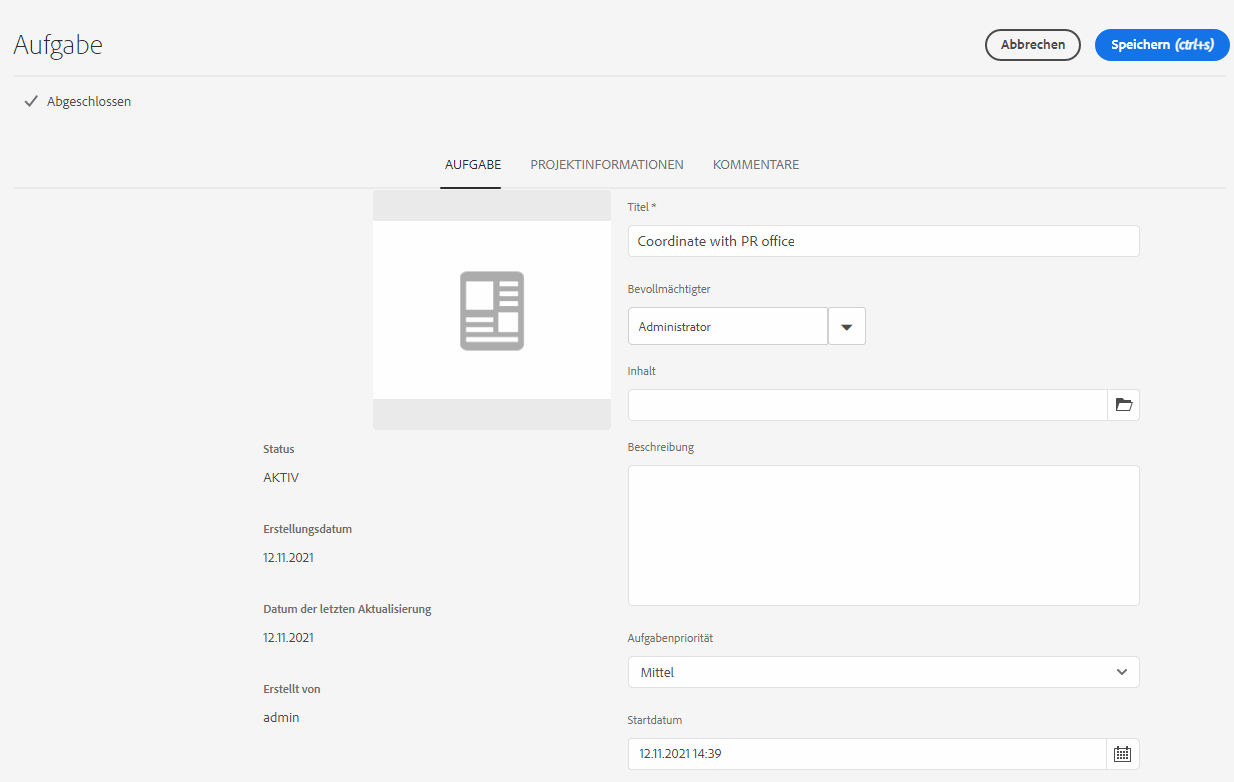 Aufgabe
Abbrechen
Speichern (ctrl+s)
Abgeschlossen
AUFGABE
PROJEKTINFORMATIONEN
KOMMENTARE
Titel *
Coordinate with PR office
Bevollmächtigter
Administrator
Inhalt
Beschreibung
Aufgabenpriorität
Mittel
Startdatum
12.11.2021 14:39
Status
AKTIV
Erstellungsdatum
12.11.2021
Datum der letzten Aktualisierung
12.11.2021
Erstellt von
admin